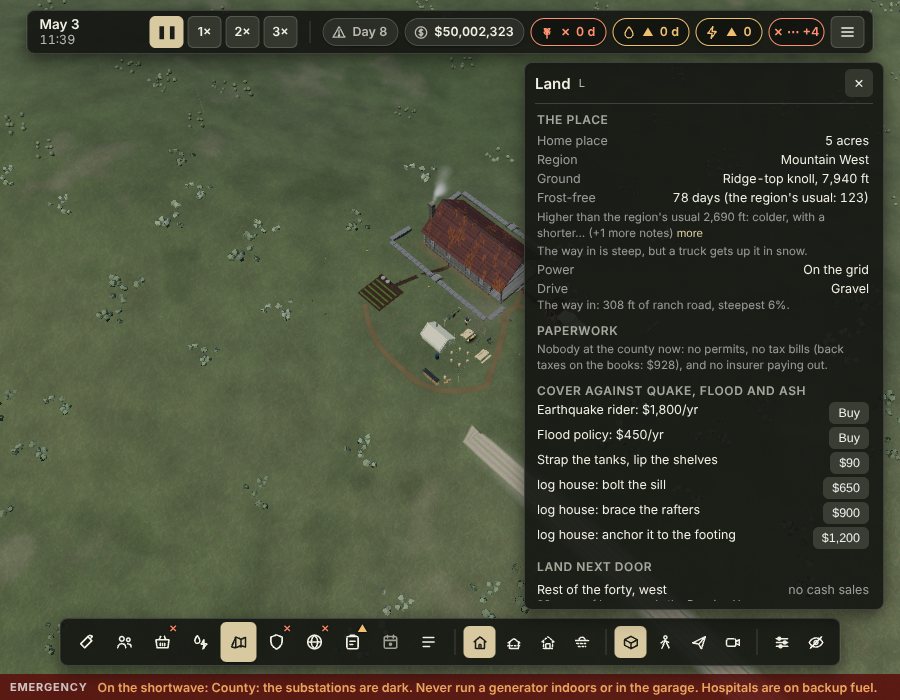 May 3
11:39
1×
2×
3×
Day 8
$50,002,323
× 0 d
0 d
0
× ··· +4
Land L
×
THE PLACE
Home place 5 acres
Region Mountain West
Ground Ridge-top knoll, 7,940 ft
Frost-free 78 days (the region's usual: 123)
Higher than the region's usual 2,690 ft: colder, with a
shorter... (+1 more notes) more
The way in is steep, but a truck gets up it in snow.
Power On the grid
Drive Gravel
The way in: 308 ft of ranch road, steepest 6%.
PAPERWORK
Nobody at the county now: no permits, no tax bills (back
taxes on the books: $928), and no insurer paying out.
COVER AGAINST QUAKE, FLOOD AND ASH
Earthquake rider: $1,800/yr Buy
Flood policy: $450/yr Buy
Strap the tanks, lip the shelves $90
log house: bolt the sill $650
log house: brace the rafters $900
log house: anchor it to the footing $1,200
LAND NEXT DOOR
Rest of the forty, west no cash sales
EMERGENCY On the shortwave: County: the substations are dark. Never run a generator indoors or in the garage. Hospitals are on backup fuel.